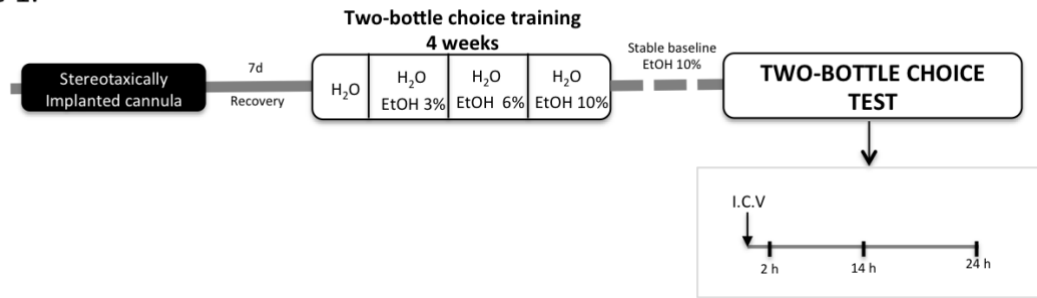 Two-bottle choice training
4 weeks
Stereotaxically
Implanted cannula
7d
Recovery
H₂O
H₂O
EtOH 3%
H₂O
EtOH 6%
H₂O
EtOH 10%
Stable baseline
EtOH 10%
TWO-BOTTLE CHOICE
TEST
I.C.V
2 h
14 h
24 h